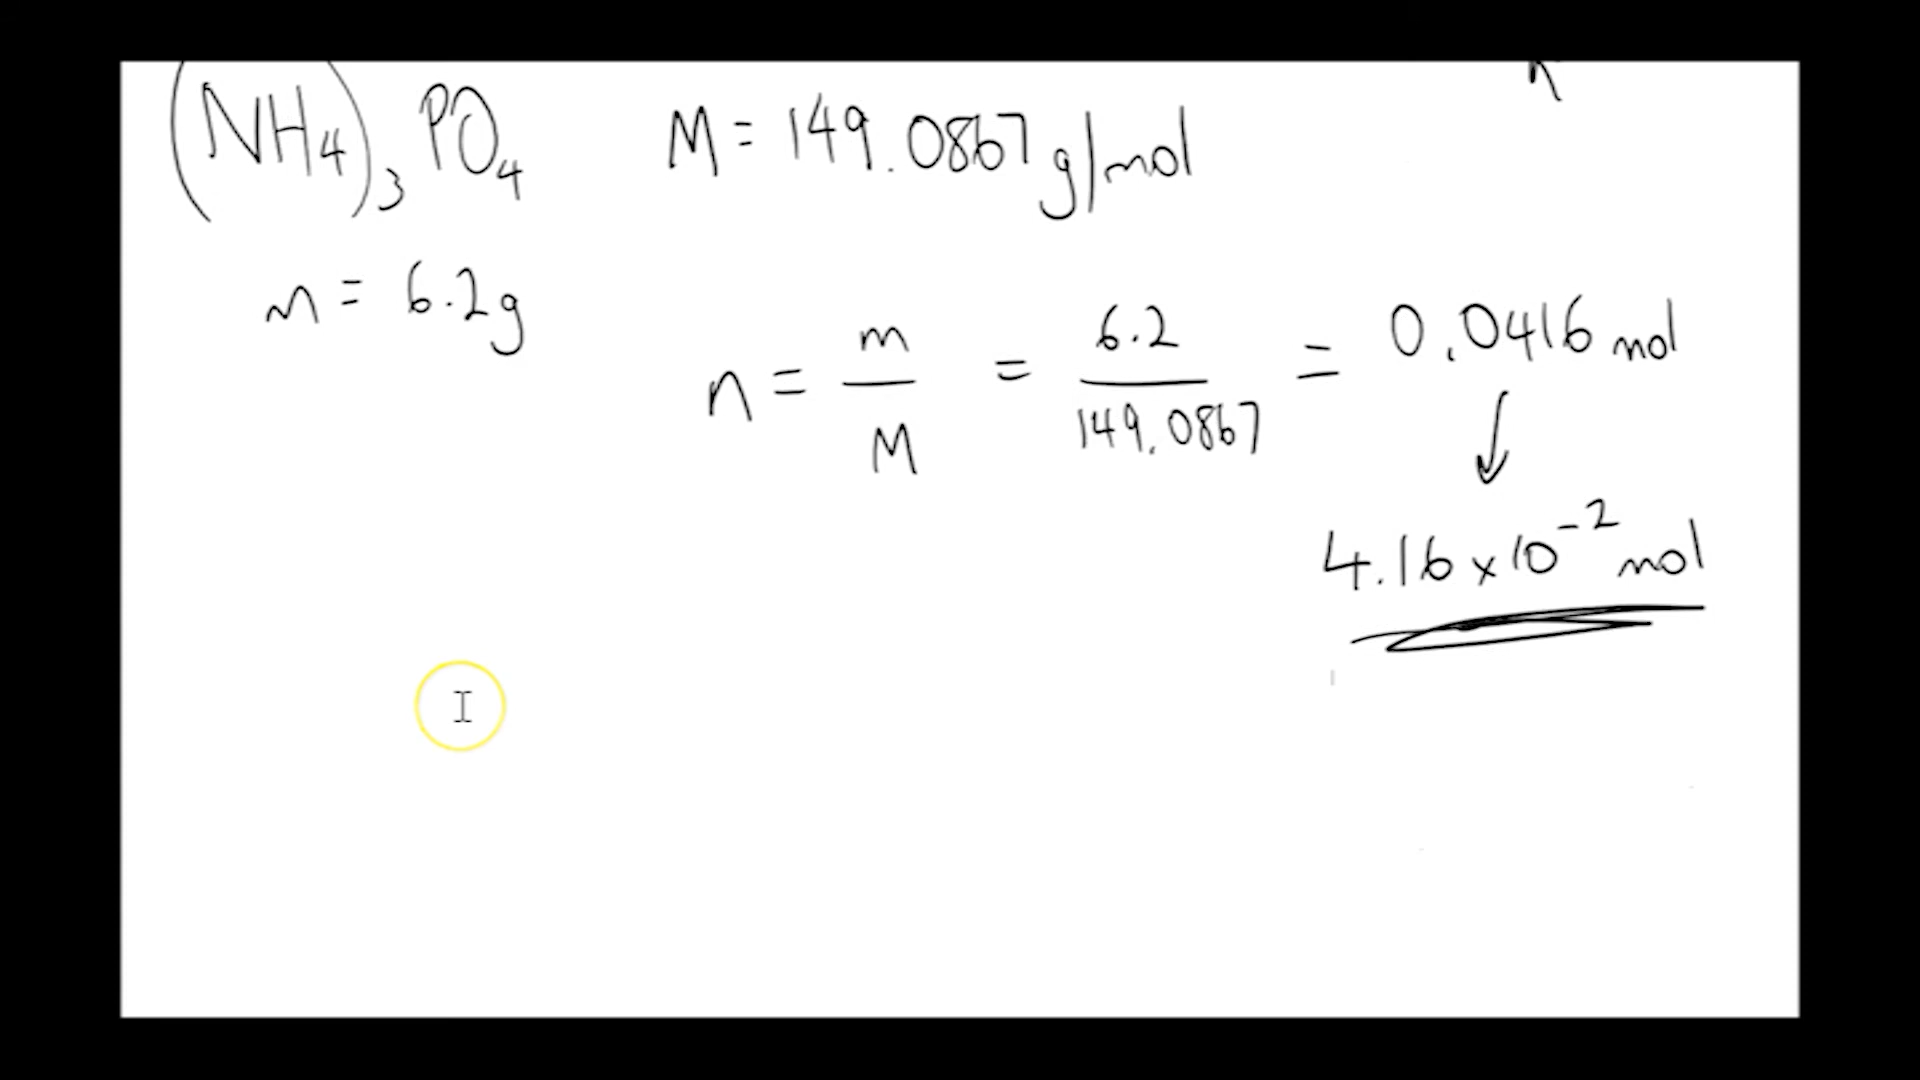 (NH₄)₃PO₄ M = 149.0867 g/mol
m = 6.2g
n = m/M = 6.2/149.0867 = 0.0416 mol
↓
4.16 x 10⁻² mol